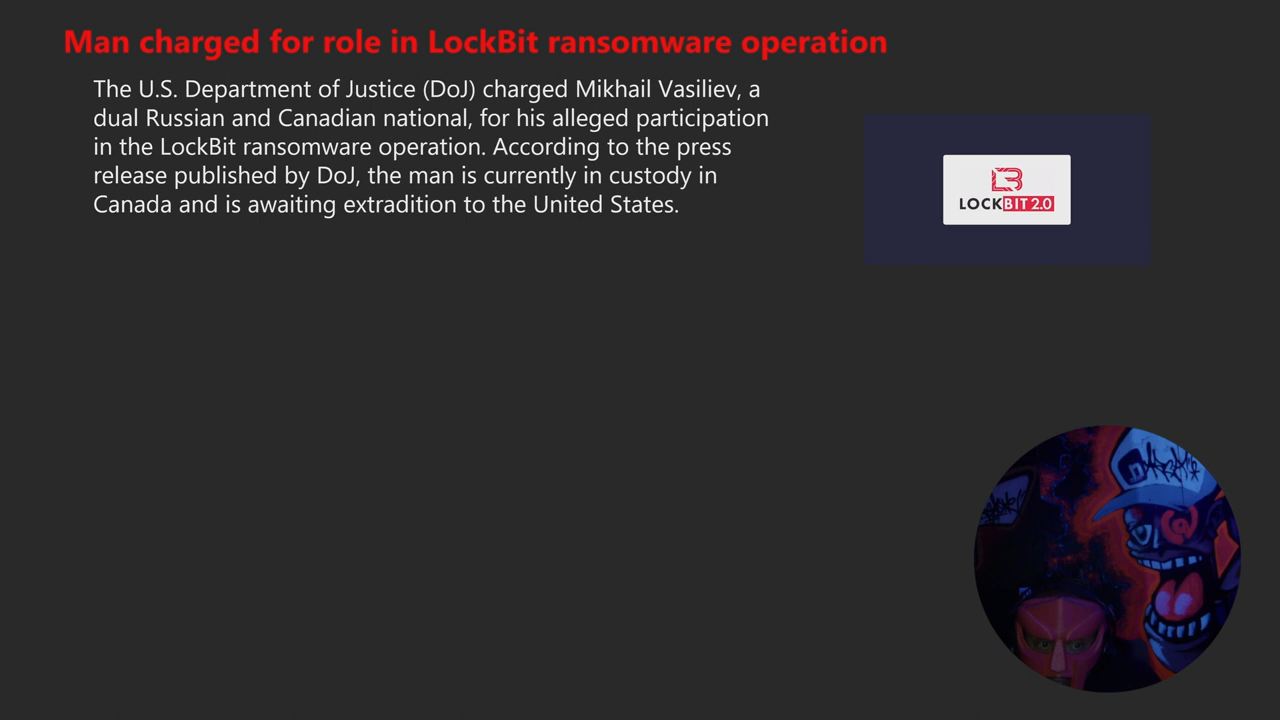 Man charged for role in LockBit ransomware operation
The U.S. Department of Justice (DoJ) charged Mikhail Vasiliev, a
dual Russian and Canadian national, for his alleged participation
in the LockBit ransomware operation. According to the press
release published by DoJ, the man is currently in custody in
Canada and is awaiting extradition to the United States.
LOCKBIT 2.0